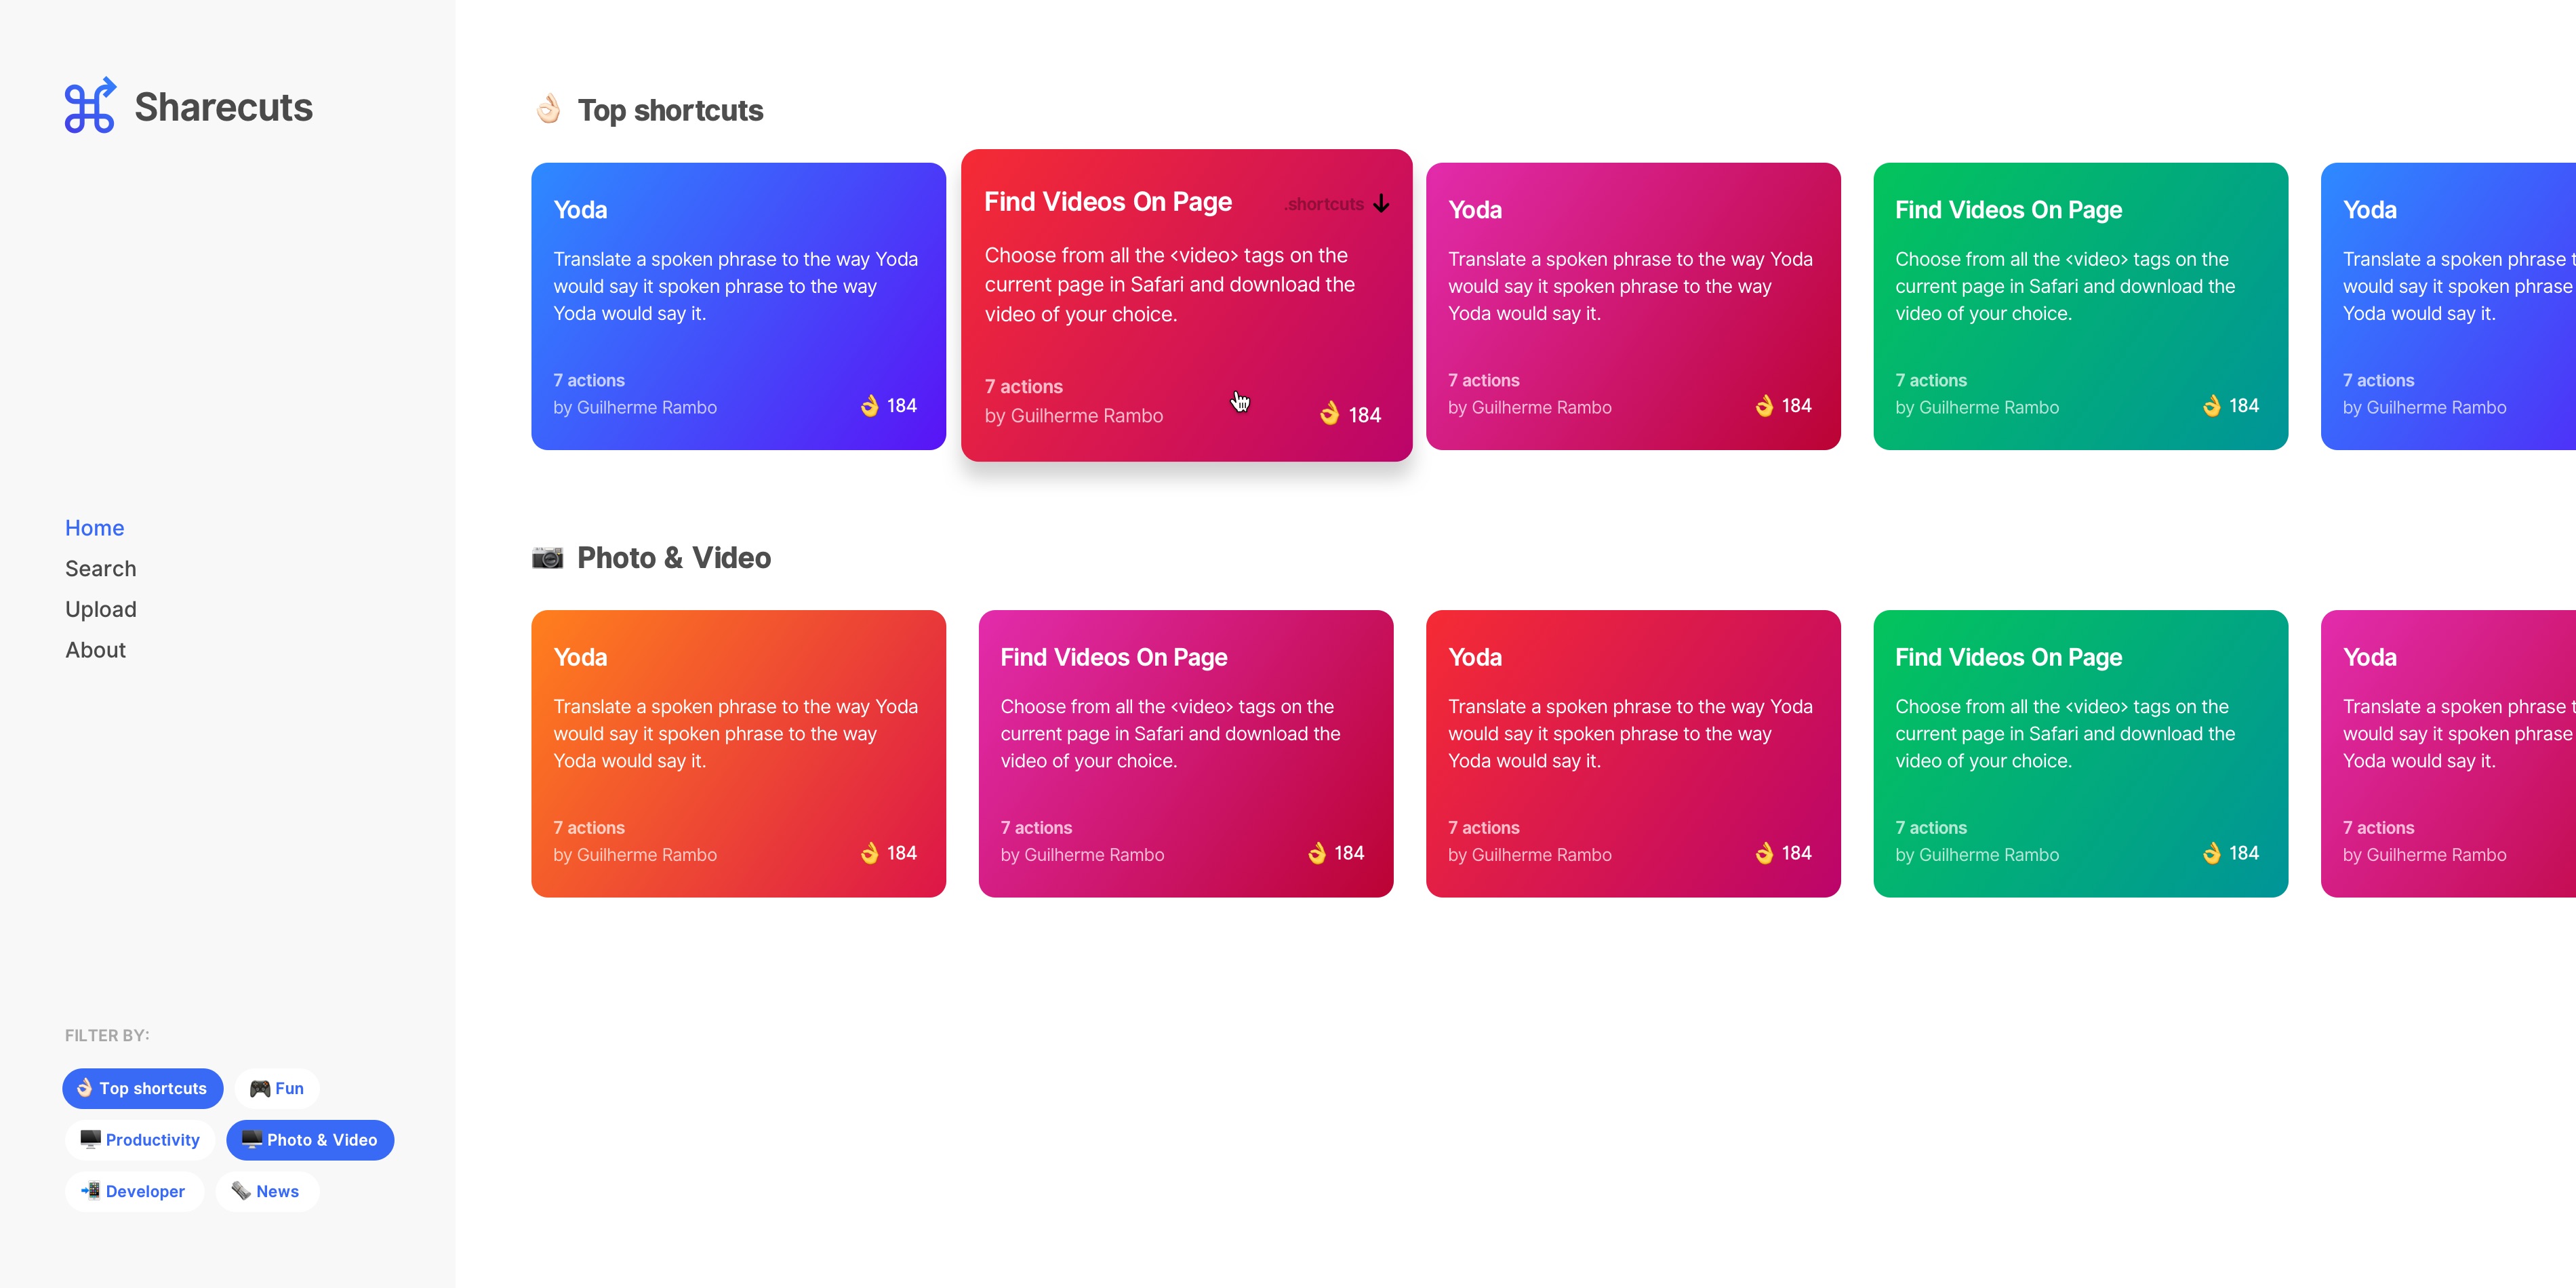 Sharecuts
Home
Search
Upload
About
FILTER BY:
Top shortcuts
Fun
Productivity
Photo & Video
Developer
News
Top shortcuts
Yoda
Translate a spoken phrase to the way Yoda
would say it spoken phrase to the way
Yoda would say it.
7 actions
by Guilherme Rambo
184
Find Videos On Page
.shortcuts
Choose from all the <video> tags on the
current page in Safari and download the
video of your choice.
7 actions
by Guilherme Rambo
184
Yoda
Translate a spoken phrase to the way Yoda
would say it spoken phrase to the way
Yoda would say it.
7 actions
by Guilherme Rambo
184
Find Videos On Page
Choose from all the <video> tags on the
current page in Safari and download the
video of your choice.
7 actions
by Guilherme Rambo
184
Yoda
Translate a spoken phrase t
would say it spoken phrase
Yoda would say it.
7 actions
by Guilherme Rambo
Photo & Video
Yoda
Translate a spoken phrase to the way Yoda
would say it spoken phrase to the way
Yoda would say it.
7 actions
by Guilherme Rambo
184
Find Videos On Page
Choose from all the <video> tags on the
current page in Safari and download the
video of your choice.
7 actions
by Guilherme Rambo
184
Yoda
Translate a spoken phrase to the way Yoda
would say it spoken phrase to the way
Yoda would say it.
7 actions
by Guilherme Rambo
184
Find Videos On Page
Choose from all the <video> tags on the
current page in Safari and download the
video of your choice.
7 actions
by Guilherme Rambo
184
Yoda
Translate a spoken phrase t
would say it spoken phrase
Yoda would say it.
7 actions
by Guilherme Rambo